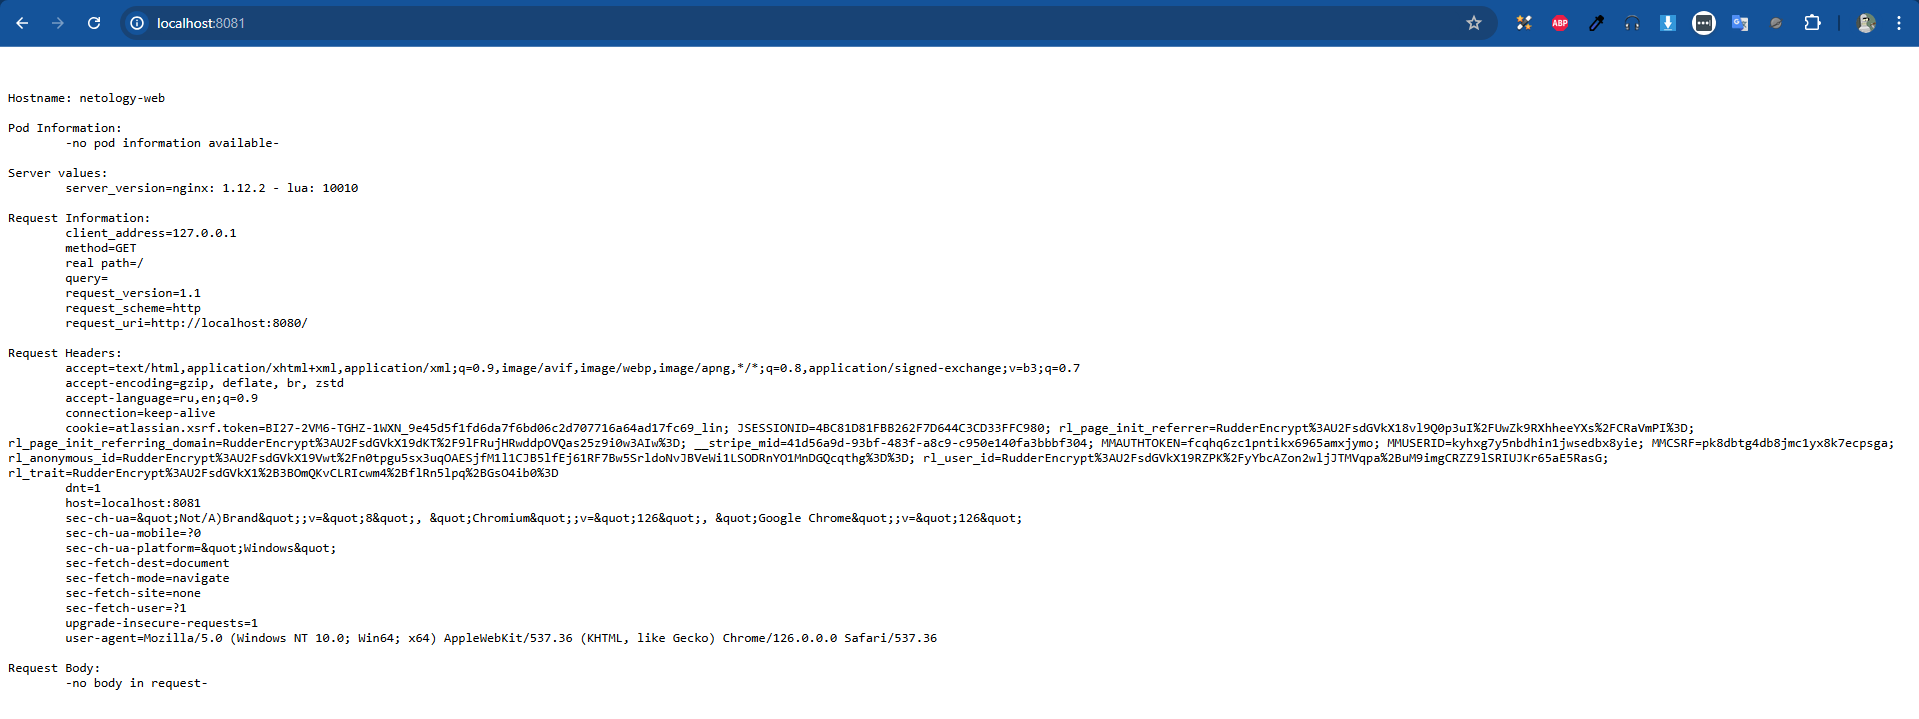 localhost:8081
ABP
Hostname: netology-web
Pod Information:
-no pod information available-
Server values:
server_version=nginx: 1.12.2 - lua: 10010
Request Information:
client_address=127.0.0.1
method=GET
real path=/
query=
request_version=1.1
request_scheme=http
request_uri=http://localhost:8080/
Request Headers:
accept=text/html,application/xhtml+xml,application/xml;q=0.9,image/avif,image/webp,image/apng,*/*;q=0.8,application/signed-exchange;v=b3;q=0.7
accept-encoding=gzip, deflate, br, zstd
accept-language=ru,en;q=0.9
connection=keep-alive
cookie=atlassian.xsrf.token=BI27-2VM6-TGHZ-1WXN_9e45d5f1fd6da7f6bd06c2d707716a64ad17fc69_lin; JSESSIONID=4BC81D81FBB262F7D644C3CD33FFC980; rl_page_init_referrer=RudderEncrypt%3AU2FsdGVkX18vl9Q0p3uI%2FUwZk9RXhheeYXs%2FCRaVmPI%3D;
rl_page_init_referring_domain=RudderEncrypt%3AU2FsdGVkX19dKT%2F9lFRujHRwddpOVQas25z9i0w3AIw%3D; __stripe_mid=41d56a9d-93bf-483f-a8c9-c950e140fa3bbbf304; MMAUTHTOKEN=fcqhq6zc1pntikx6965amxjymo; MMUSERID=kyhxg7y5nbdhin1jwsedbx8yie; MMCSRF=pk8dbtg4db8jmc1yx8k7ecpsga;
rl_anonymous_id=RudderEncrypt%3AU2FsdGVkX19Vwt%2Fn0tpgu5sx3uqOAESjfM1l1CJB5lfEj61RF7Bw5SrldoNvJBVeWi1LSODRnYO1MnDGQcqthg%3D%3D; rl_user_id=RudderEncrypt%3AU2FsdGVkX19RZPK%2FyYbcAZon2wljJTMVqpa%2BuM9imgCRZZ9lSRIUJKr65aE5RasG;
rl_trait=RudderEncrypt%3AU2FsdGVkX1%2B3BOmQKvCLRIcwm4%2BflRn5lpq%2BGsO4ib0%3D
dnt=1
host=localhost:8081
sec-ch-ua=&quot;Not/A)Brand&quot;;v=&quot;8&quot;, &quot;Chromium&quot;;v=&quot;126&quot;, &quot;Google Chrome&quot;;v=&quot;126&quot;
sec-ch-ua-mobile=?0
sec-ch-ua-platform=&quot;Windows&quot;
sec-fetch-dest=document
sec-fetch-mode=navigate
sec-fetch-site=none
sec-fetch-user=?1
upgrade-insecure-requests=1
user-agent=Mozilla/5.0 (Windows NT 10.0; Win64; x64) AppleWebKit/537.36 (KHTML, like Gecko) Chrome/126.0.0.0 Safari/537.36
Request Body:
-no body in request-